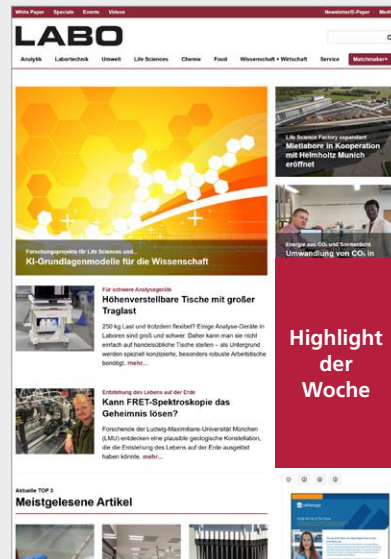 White Paper Specials Events Videos Newsletter/E-Paper
LABO
Analytik Labortechnik Umwelt Life Sciences Chemie Food Wissenschaft + Wirtschaft Service Matchmaker+
Forschungsprojekte für Life Sciences und...
KI-Grundlagenmodelle für die Wissenschaft
Life Science Factory expandiert
Mietlabore in Kooperation
mit Helmholtz Munich
eröffnet
Energie aus CO₂ und Sonnenlicht
Umwandlung von CO₂ in
Für schwere Analysegeräte
Höhenverstellbare Tische mit großer
Traglast
250 kg Last und trotzdem flexibel? Einige Analyse-Geräte in
Laboren sind groß und schwer. Daher kann man sie nicht
einfach auf handelsübliche Tische stellen – als Untergrund
werden speziell konzipierte, besonders robuste Arbeitstische
benötigt. mehr...
Highlight
der
Woche
Entstehung des Lebens auf der Erde
Kann FRET-Spektroskopie das
Geheimnis lösen?
Forschende der Ludwig-Maximilians-Universität München
(LMU) entdecken eine plausible geologische Konstellation,
die die Entstehung des Lebens auf der Erde ausgelöst
haben könnte. mehr...
Aktuelle TOP 3
Meistgelesene Artikel